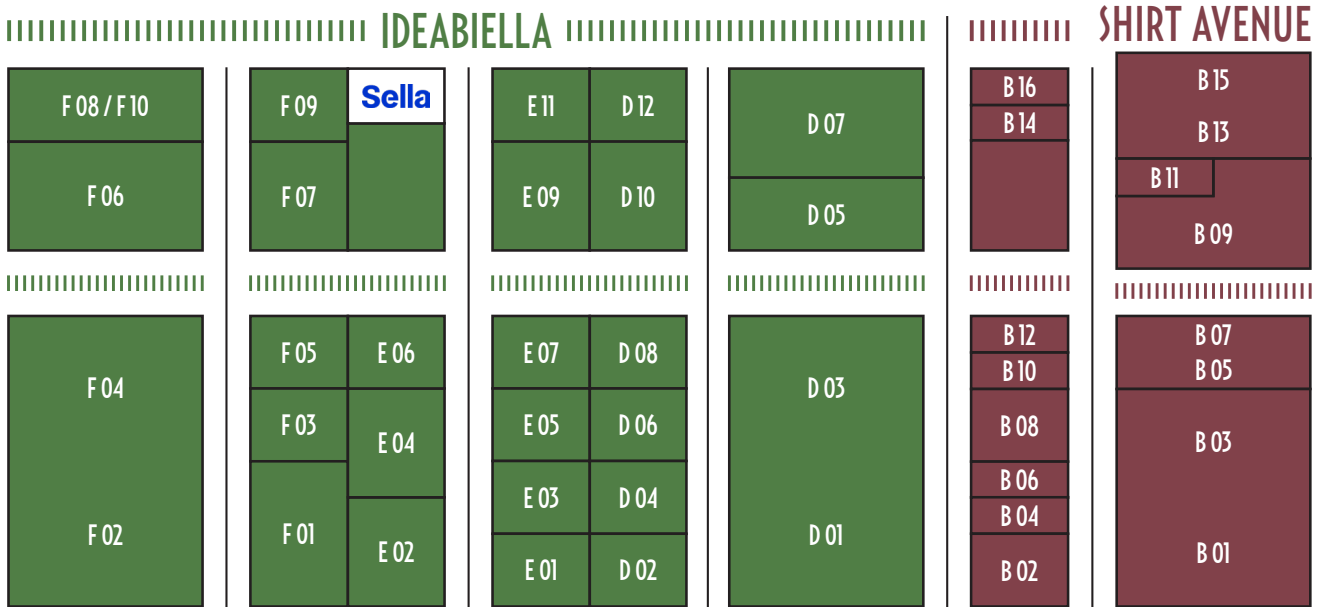 IDEABIELLA
SHIRT AVENUE
F 08 / F 10
F 06
F 09
Sella
F 07
E 11
D 12
E 09
D 10
D 07
D 05
B 16
B 14
B 15
B 13
B 11
B 09
F 04
F 02
F 05
E 06
F 03
E 04
F 01
E 02
E 07
D 08
E 05
D 06
E 03
D 04
E 01
D 02
D 03
D 01
B 12
B 10
B 08
B 06
B 04
B 02
B 07
B 05
B 03
B 01